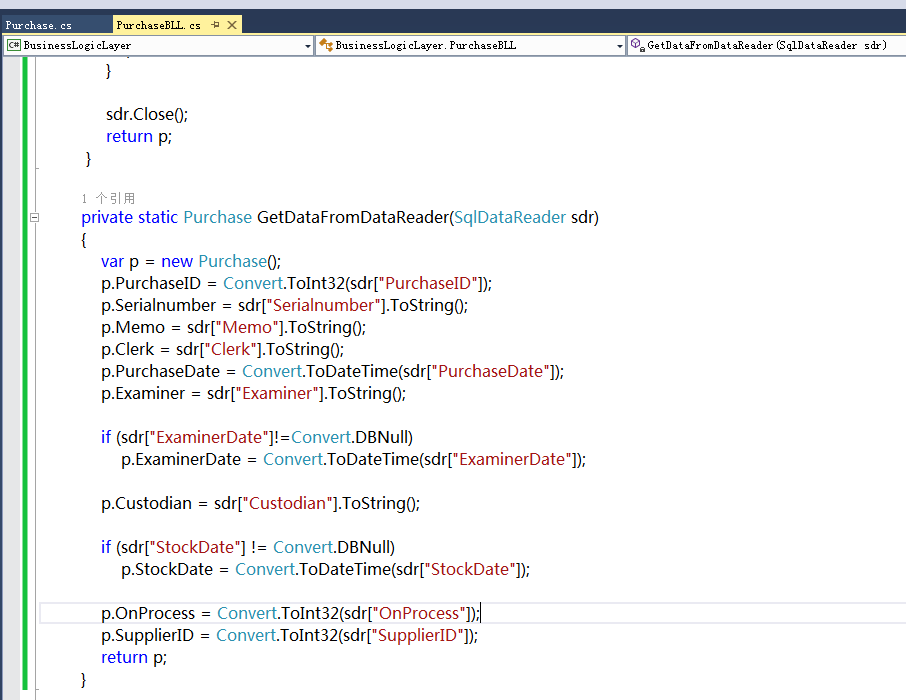 Purchase.cs PurchaseBLL.cs
C# BusinessLogicLayer BusinessLogicLayer.PurchaseBLL GetDataFromDataReader(SqlDataReader sdr)
}
sdr.Close();
return p;
}
1 个引用
private static Purchase GetDataFromDataReader(SqlDataReader sdr)
{
var p = new Purchase();
p.PurchaseID = Convert.ToInt32(sdr["PurchaseID"]);
p.Serialnumber = sdr["Serialnumber"].ToString();
p.Memo = sdr["Memo"].ToString();
p.Clerk = sdr["Clerk"].ToString();
p.PurchaseDate = Convert.ToDateTime(sdr["PurchaseDate"]);
p.Examiner = sdr["Examiner"].ToString();
if (sdr["ExaminerDate"]!=Convert.DBNull)
p.ExaminerDate = Convert.ToDateTime(sdr["ExaminerDate"]);
p.Custodian = sdr["Custodian"].ToString();
if (sdr["StockDate"] != Convert.DBNull)
p.StockDate = Convert.ToDateTime(sdr["StockDate"]);
p.OnProcess = Convert.ToInt32(sdr["OnProcess"]);
p.SupplierID = Convert.ToInt32(sdr["SupplierID"]);
return p;
}